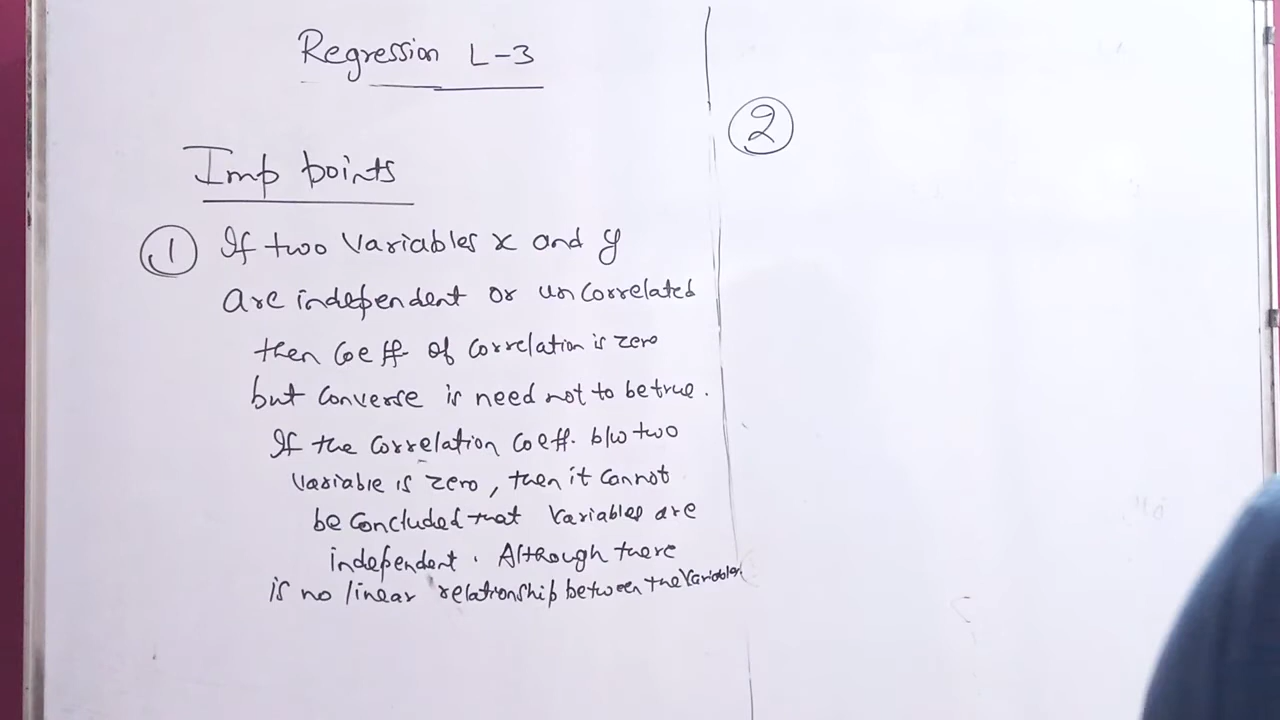 Regression L-3
Imp points
① If two Variables x and y
are independent or uncorrelated
then Coeff. of Correlation is zero
but Converse is need not to be true.
If the Correlation Coeff. b/w two
Variable is zero, then it Cannot
be Concluded that Variables are
independent. Although there
is no linear relationship between the Variables
②